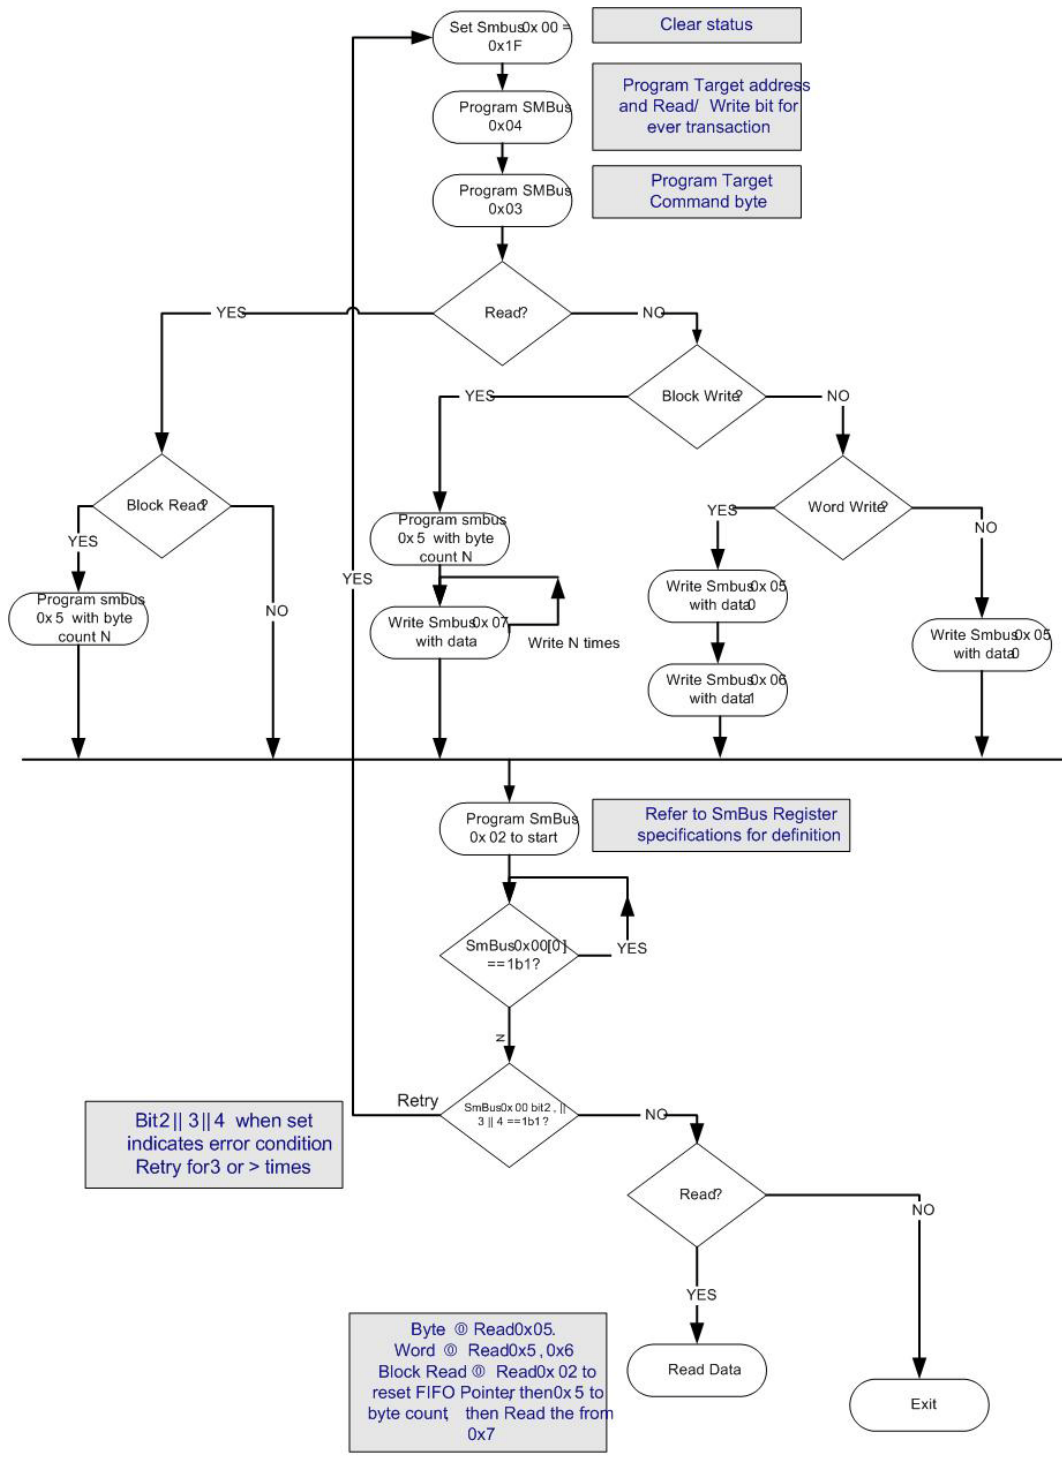 Set Smbus0x 00 =
0x1F
Clear status
Program SMBus
0x04
Program Target address
and Read/ Write bit for
ever transaction
Program SMBus
0x03
Program Target
Command byte
Read?
YES
NO
Block Write?
YES
NO
Block Read?
YES
NO
Word Write?
YES
NO
Program smbus
0x 5 with byte
count N
Program smbus
0x 5 with byte
count N
Write Smbus0x 07
with data
Write N times
Write Smbus0x 05
with data0
Write Smbus0x 06
with data1
Write Smbus0x 05
with data0
YES
Program SmBus
0x 02 to start
Refer to SmBus Register
specifications for definition
SmBus0x00[0]
==1b1?
YES
N
SmBus0x 00 bit2 , ||
3 || 4 ==1b1?
Retry
NO
Bit2 || 3 || 4 when set
indicates error condition
Retry for3 or > times
Read?
YES
NO
Byte @ Read0x05.
Word @ Read0x5 , 0x6
Block Read @ Read0x 02 to
reset FIFO Pointer, then0x 5 to
byte count, then Read the from
0x7
Read Data
Exit